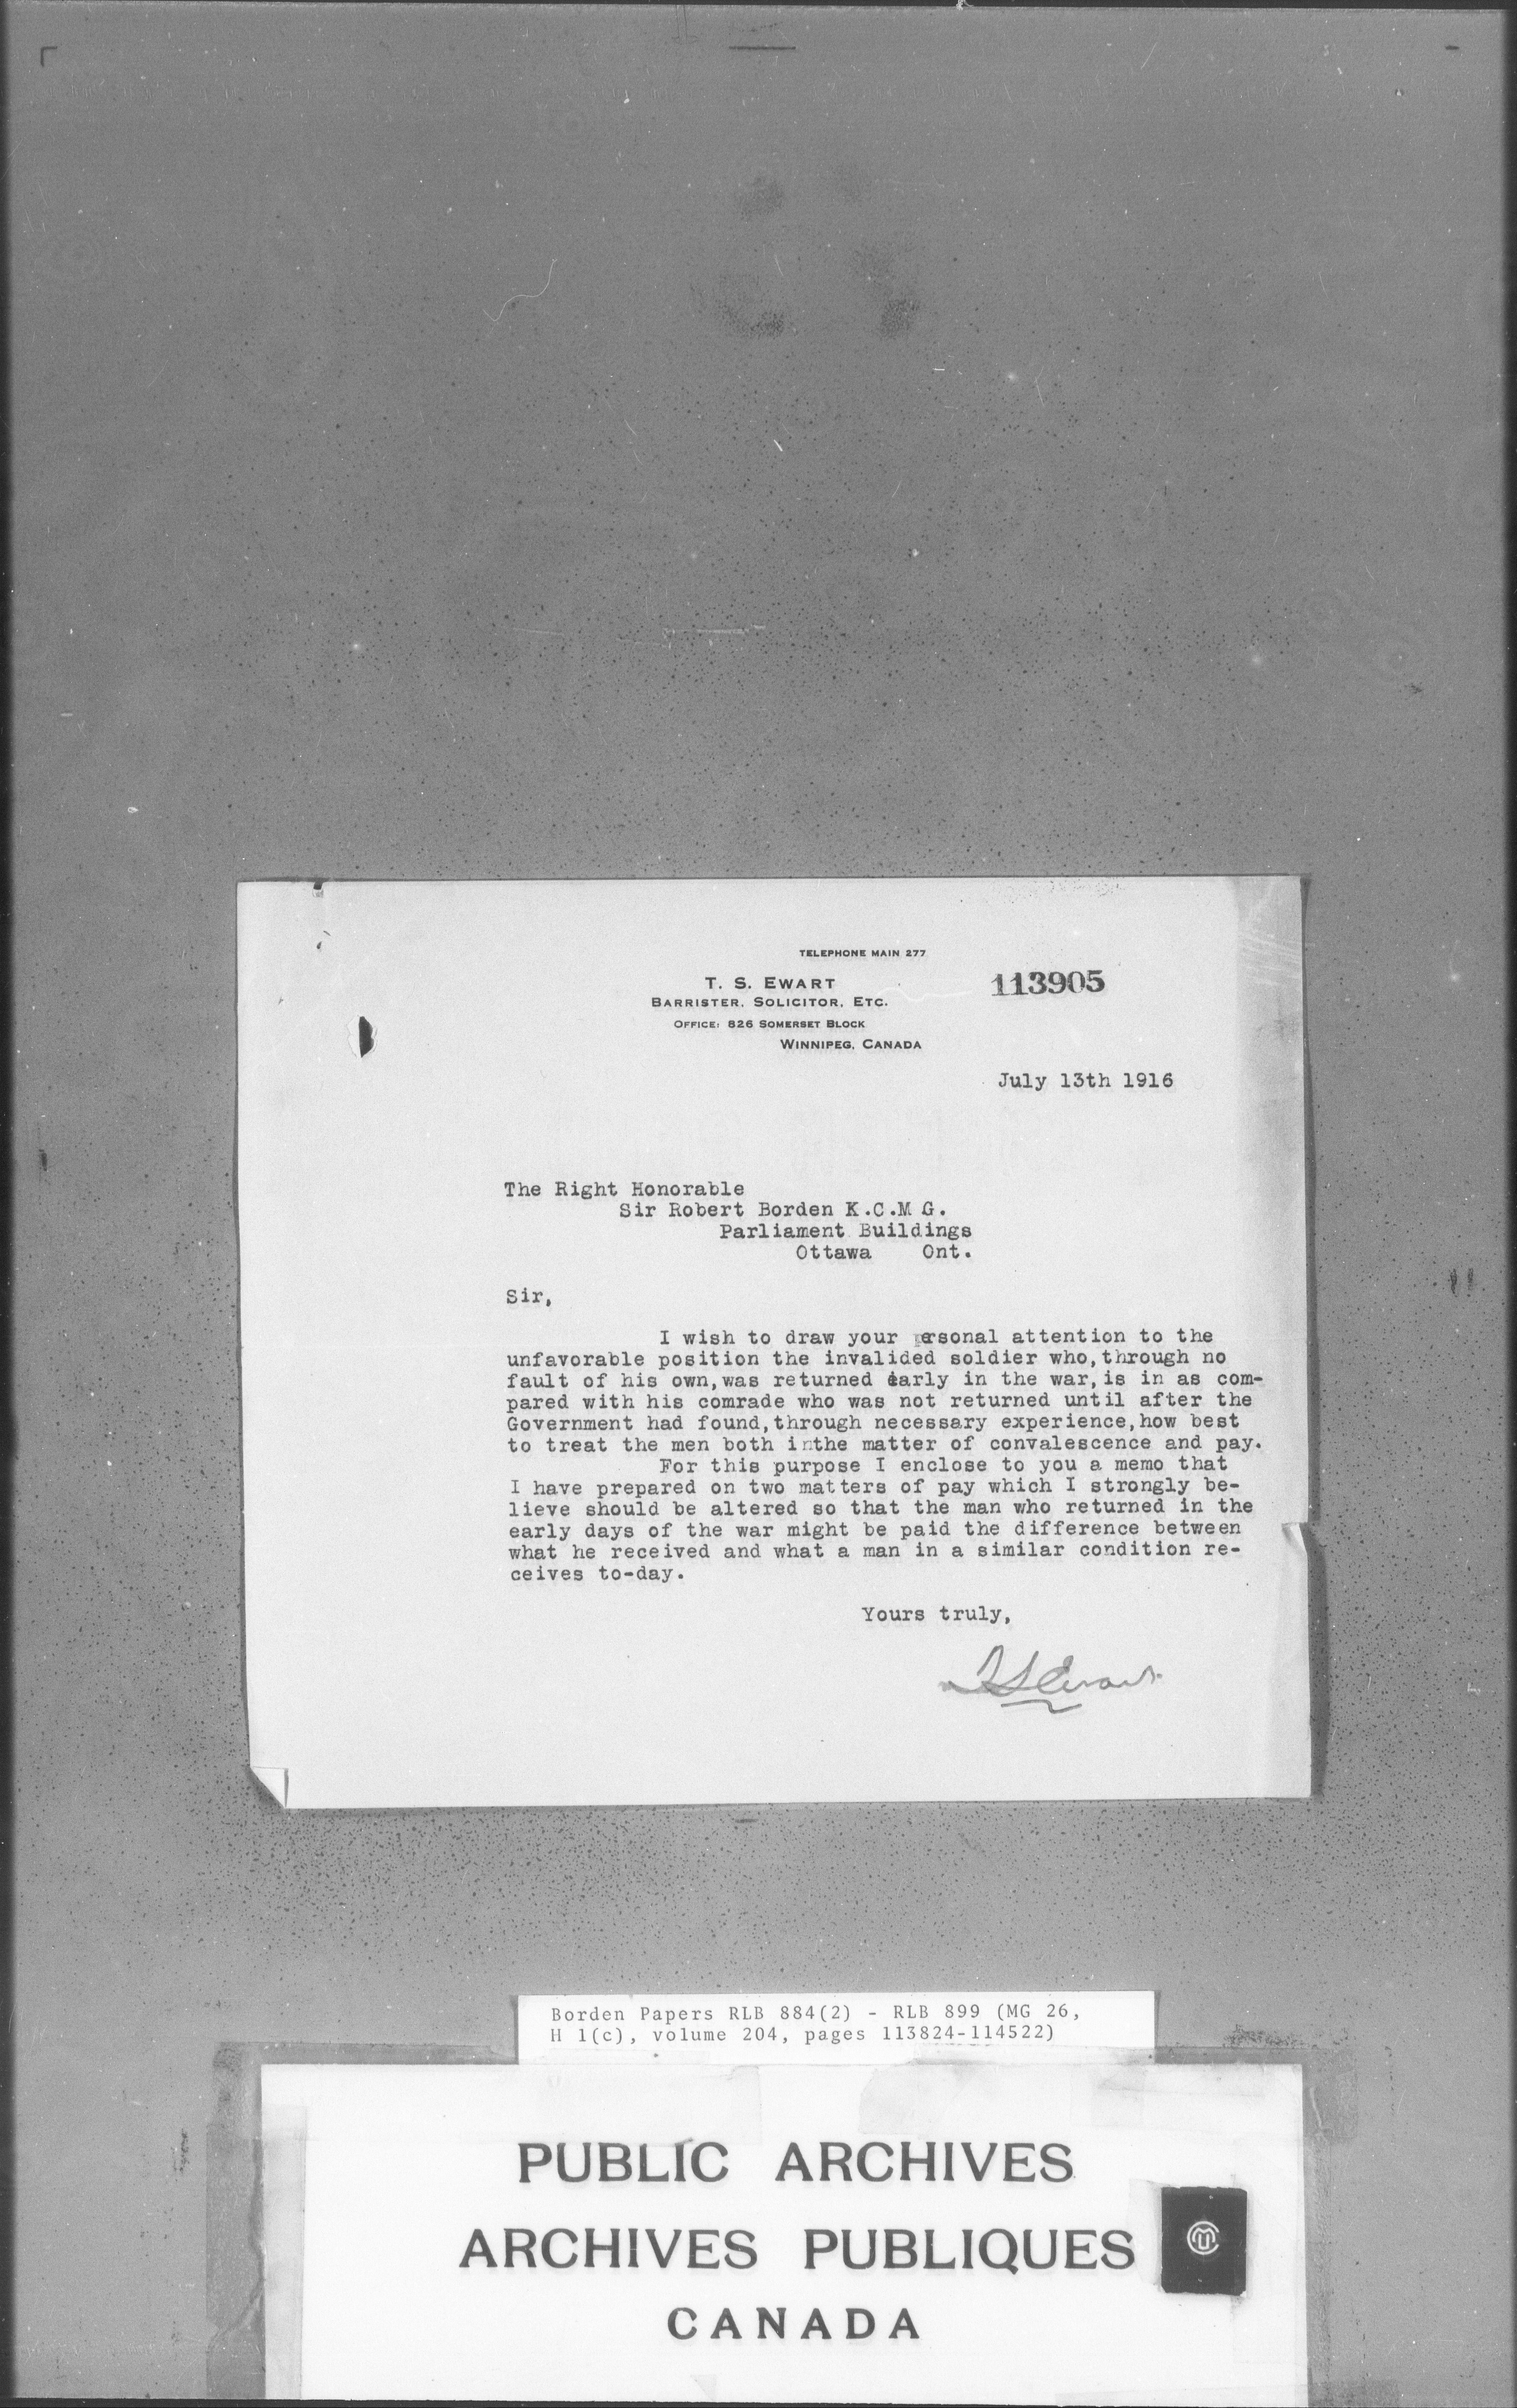 TELEPHONE MAIN 277
T. S. EWART
113905
BARRISTER, SOLICITOR, ETC.
OFFICE: 826 SOMERSET BLOCK
WINNIPEG, CANADA
July 13th 1916
The Right Honorable
Sir Robert Borden K.C.M G.
Parliament Buildings
Ottawa Ont.
Sir,
I wish to draw your personal attention to the
unfavorable position the invalided soldier who,through no
fault of his own,was returned early in the war,is in as com-
pared with his comrade who was not returned until after the
Government had found,through necessary experience,how best
to treat the men both inthe matter of convalescence and pay.
For this purpose I enclose to you a memo that
I have prepared on two matters of pay which I strongly be-
lieve should be altered so that the man who returned in the
early days of the war might be paid the difference between
what he received and what a man in a similar condition re-
ceives to-day.
Yours truly,
T S Ewart
Borden Papers RLB 884(2) - RLB 899 (MG 26,
H 1(c), volume 204, pages 113824-114522)
PUBLIC ARCHIVES
ARCHIVES PUBLIQUES
CANADA